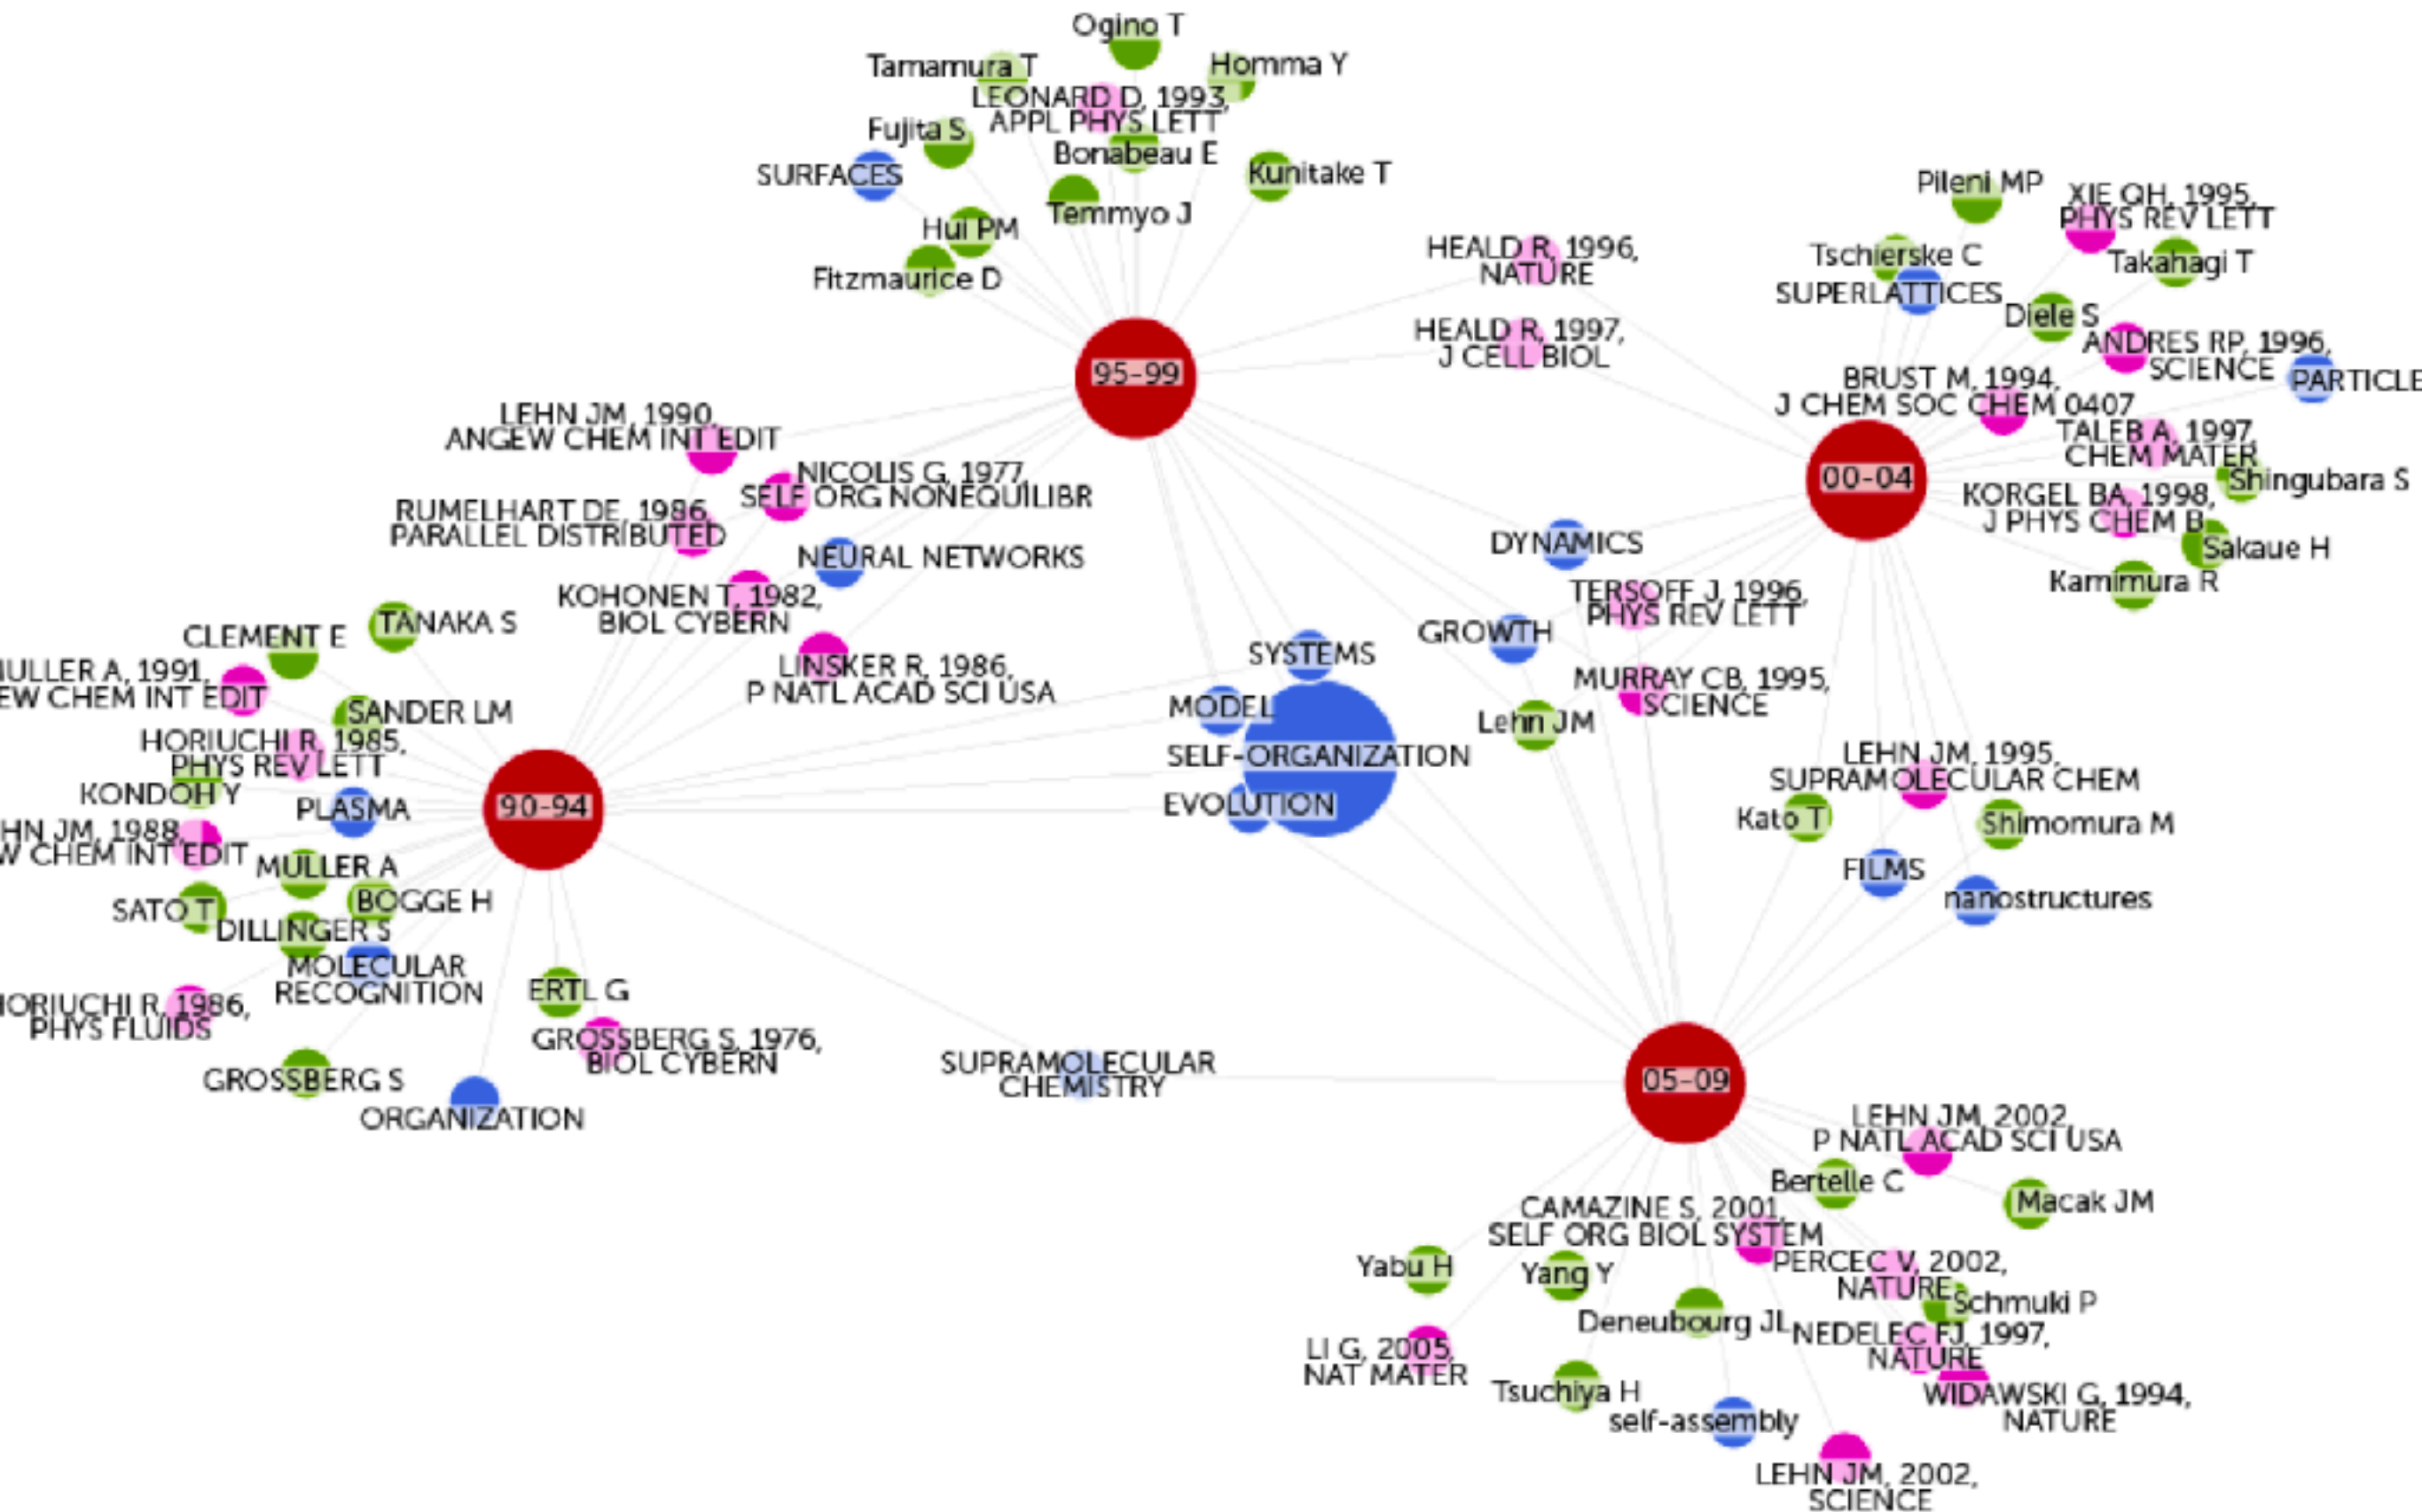 Ogino T
Tamamura T
Homma Y
LEONARD D, 1993,
APPL PHYS LETT
Fujita S
Bonabeau E
SURFACES
Kunitake T
Temmyo J
Hui PM
Fitzmaurice D
HEALD R, 1996,
NATURE
HEALD R, 1997,
J CELL BIOL
95-99
Pileni MP
XIE QH, 1995,
PHYS REV LETT
Tschierske C
Takahagi T
SUPERLATTICES
Diele S
ANDRES RP, 1996,
SCIENCE
PARTICLE
BRUST M, 1994,
J CHEM SOC CHEM 0407
TALEB A, 1997,
CHEM MATER
00-04
Shingubara S
KORGEL BA, 1998,
J PHYS CHEM B
Sakaue H
Kamimura R
LEHN JM, 1990,
ANGEW CHEM INT EDIT
NICOLIS G, 1977,
SELF ORG NONEQUILIBR
RUMELHART DE, 1986,
PARALLEL DISTRIBUTED
NEURAL NETWORKS
KOHONEN T, 1982,
BIOL CYBERN
LINSKER R, 1986,
P NATL ACAD SCI USA
DYNAMICS
TERSOFF J, 1996,
PHYS REV LETT
GROWTH
MURRAY CB, 1995,
SCIENCE
Lehn JM
SYSTEMS
MODEL
SELF-ORGANIZATION
EVOLUTION
TANAKA S
CLEMENT E
ULLER A, 1991,
EW CHEM INT EDIT
SANDER LM
HORIUCHI R, 1985,
PHYS REV LETT
KONDOH Y
PLASMA
90-94
HN JM, 1988,
W CHEM INT EDIT
MULLER A
BOGGE H
SATO T
DILLINGER S
MOLECULAR
RECOGNITION
ORIUCHI R, 1986,
PHYS FLUIDS
ERTL G
GROSSBERG S, 1976,
BIOL CYBERN
GROSSBERG S
ORGANIZATION
SUPRAMOLECULAR
CHEMISTRY
LEHN JM, 1995,
SUPRAMOLECULAR CHEM
Kato T
Shimomura M
FILMS
nanostructures
05-09
LEHN JM, 2002,
P NATL ACAD SCI USA
Bertelle C
Macak JM
CAMAZINE S, 2001,
SELF ORG BIOL SYSTEM
Yabu H
Yang Y
PERCEC V, 2002,
NATURE
Schmuki P
Deneubourg JL
NEDELEC FJ, 1997,
NATURE
LI G, 2005,
NAT MATER
Tsuchiya H
WIDAWSKI G, 1994,
NATURE
self-assembly
LEHN JM, 2002,
SCIENCE